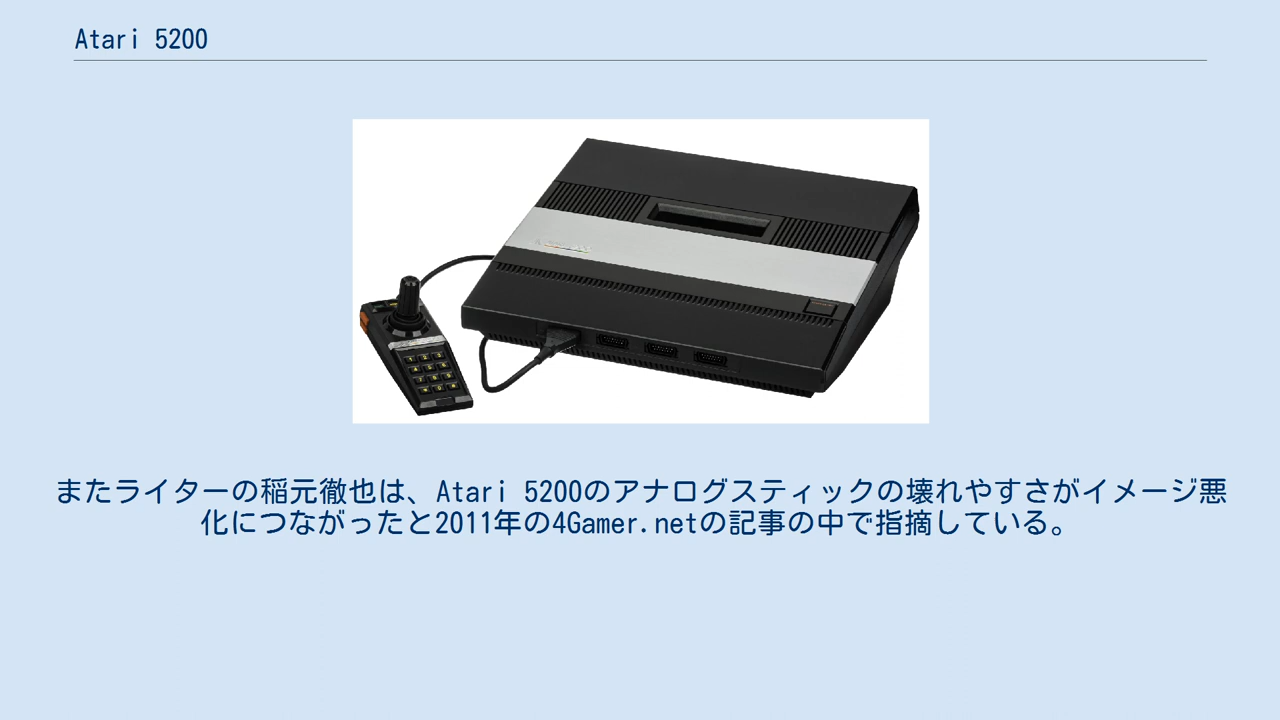 Atari 5200
またライターの稲元徹也は、Atari 5200のアナログスティックの壊れやすさがイメージ悪
化につながったと2011年の4Gamer.netの記事の中で指摘している。